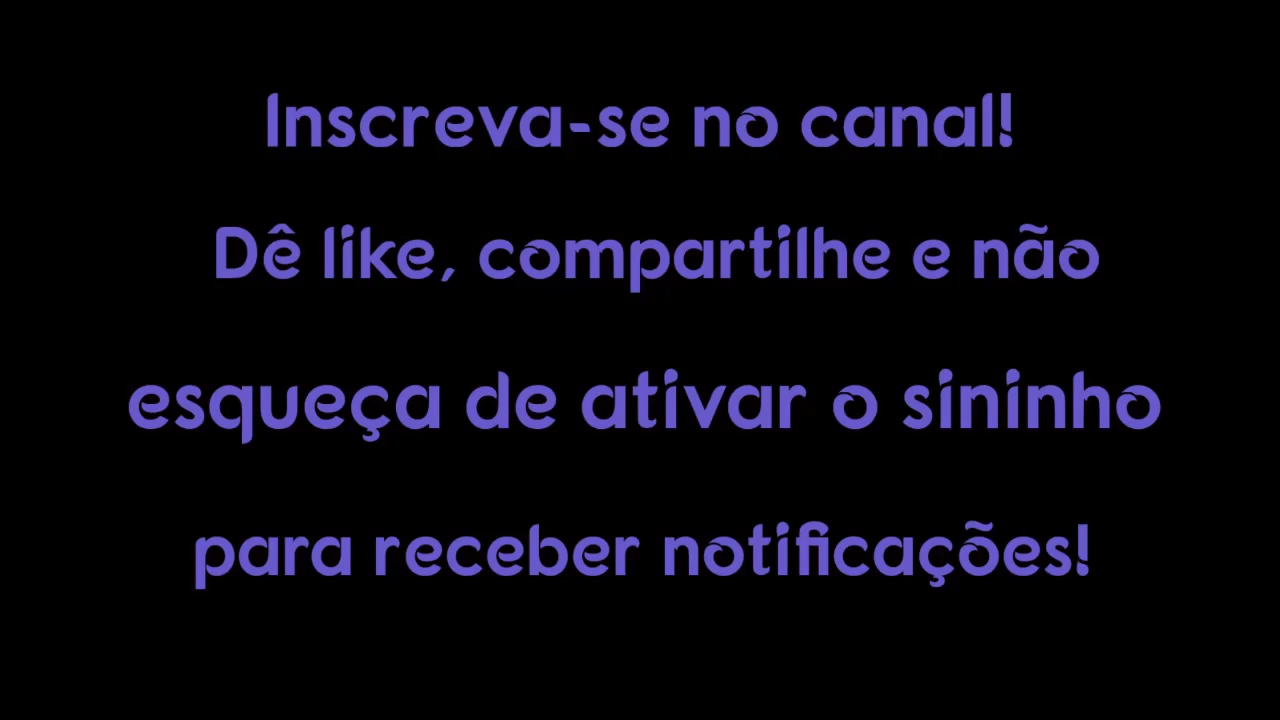 Inscreva-se no canal!
Dê like, compartilhe e não
esqueça de ativar o sininho
para receber notificações!